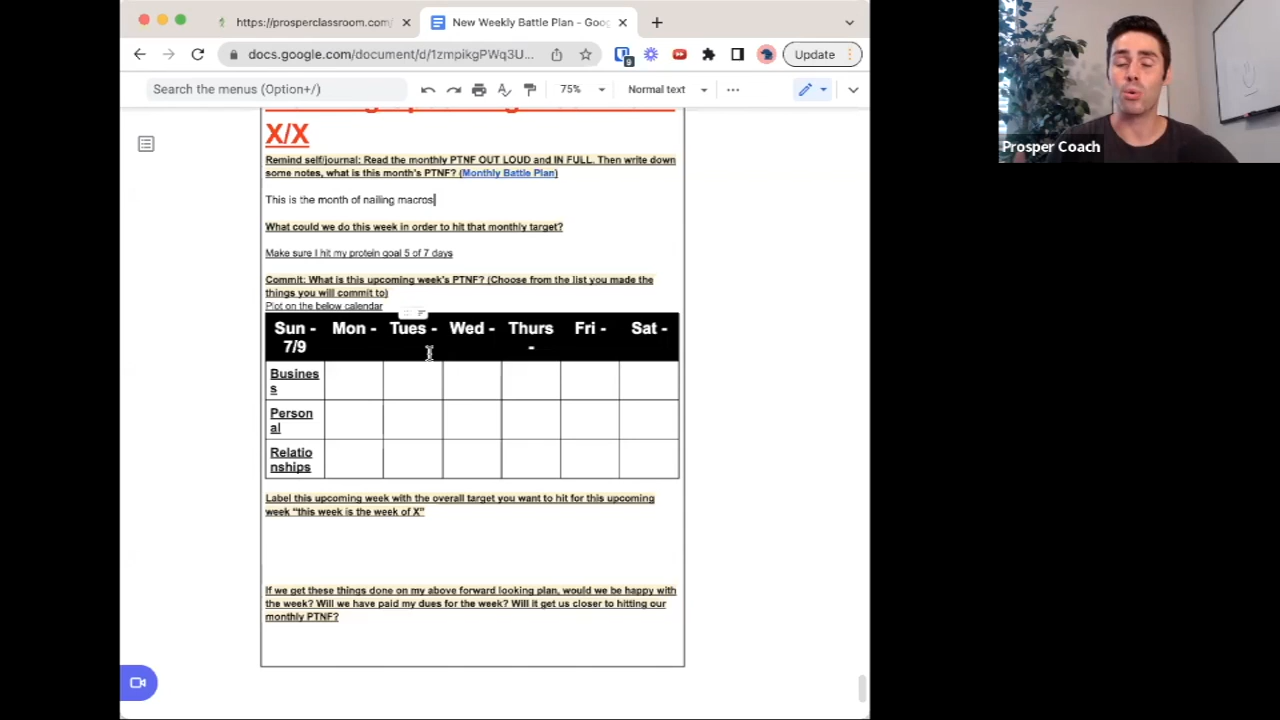 https://prosperclassroom.com/
New Weekly Battle Plan - Goo
docs.google.com/document/d/1zmpikgPWq3U...
9
Update
Search the menus (Option+/)
75%
Normal text
X/X
Remind self/journal: Read the monthly PTNF OUT LOUD and IN FULL. Then write down
some notes, what is this month's PTNF? (Monthly Battle Plan)
This is the month of nailing macros
What could we do this week in order to hit that monthly target?
Make sure I hit my protein goal 5 of 7 days
Commit: What is this upcoming week's PTNF? (Choose from the list you made the
things you will commit to)
Plot on the below calendar
Sun - Mon - Tues - Wed - Thurs Fri - Sat -
7/9 -
Busines
s
Person
al
Relatio
nships
Label this upcoming week with the overall target you want to hit for this upcoming
week "this week is the week of X"
If we get these things done on my above forward looking plan, would we be happy with
the week? Will we have paid my dues for the week? Will it get us closer to hitting our
monthly PTNF?
Prosper Coach